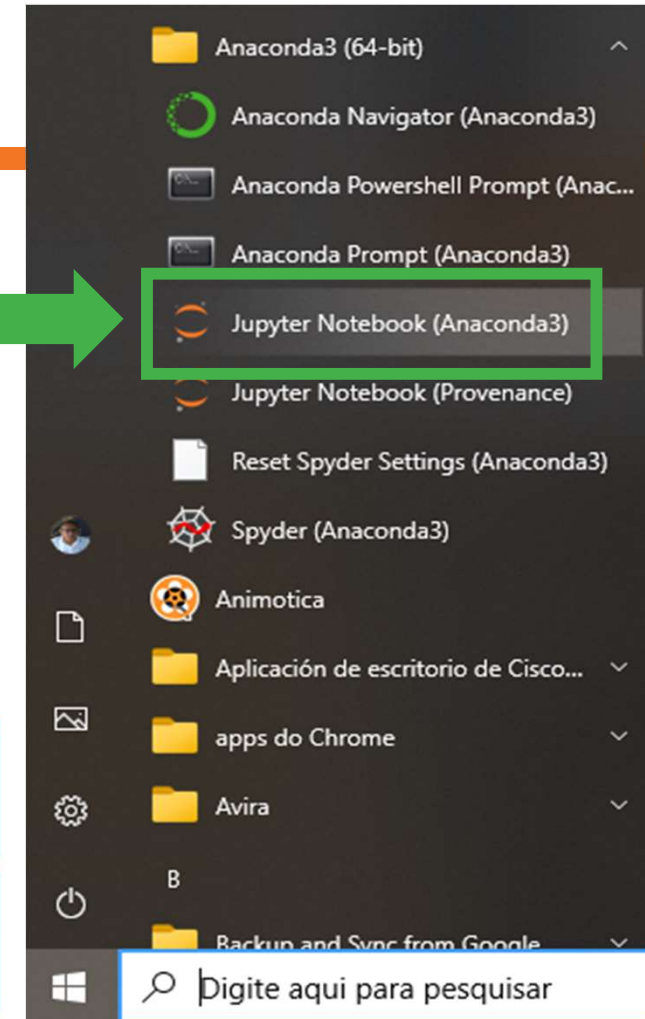 Anaconda3 (64-bit)
Anaconda Navigator (Anaconda3)
Anaconda Powershell Prompt (Anac...
Anaconda Prompt (Anaconda3)
Jupyter Notebook (Anaconda3)
Jupyter Notebook (Provenance)
Reset Spyder Settings (Anaconda3)
Spyder (Anaconda3)
Animotica
Aplicación de escritorio de Cisco...
apps do Chrome
Avira
B
Backup and Sync from Google
Digite aqui para pesquisar